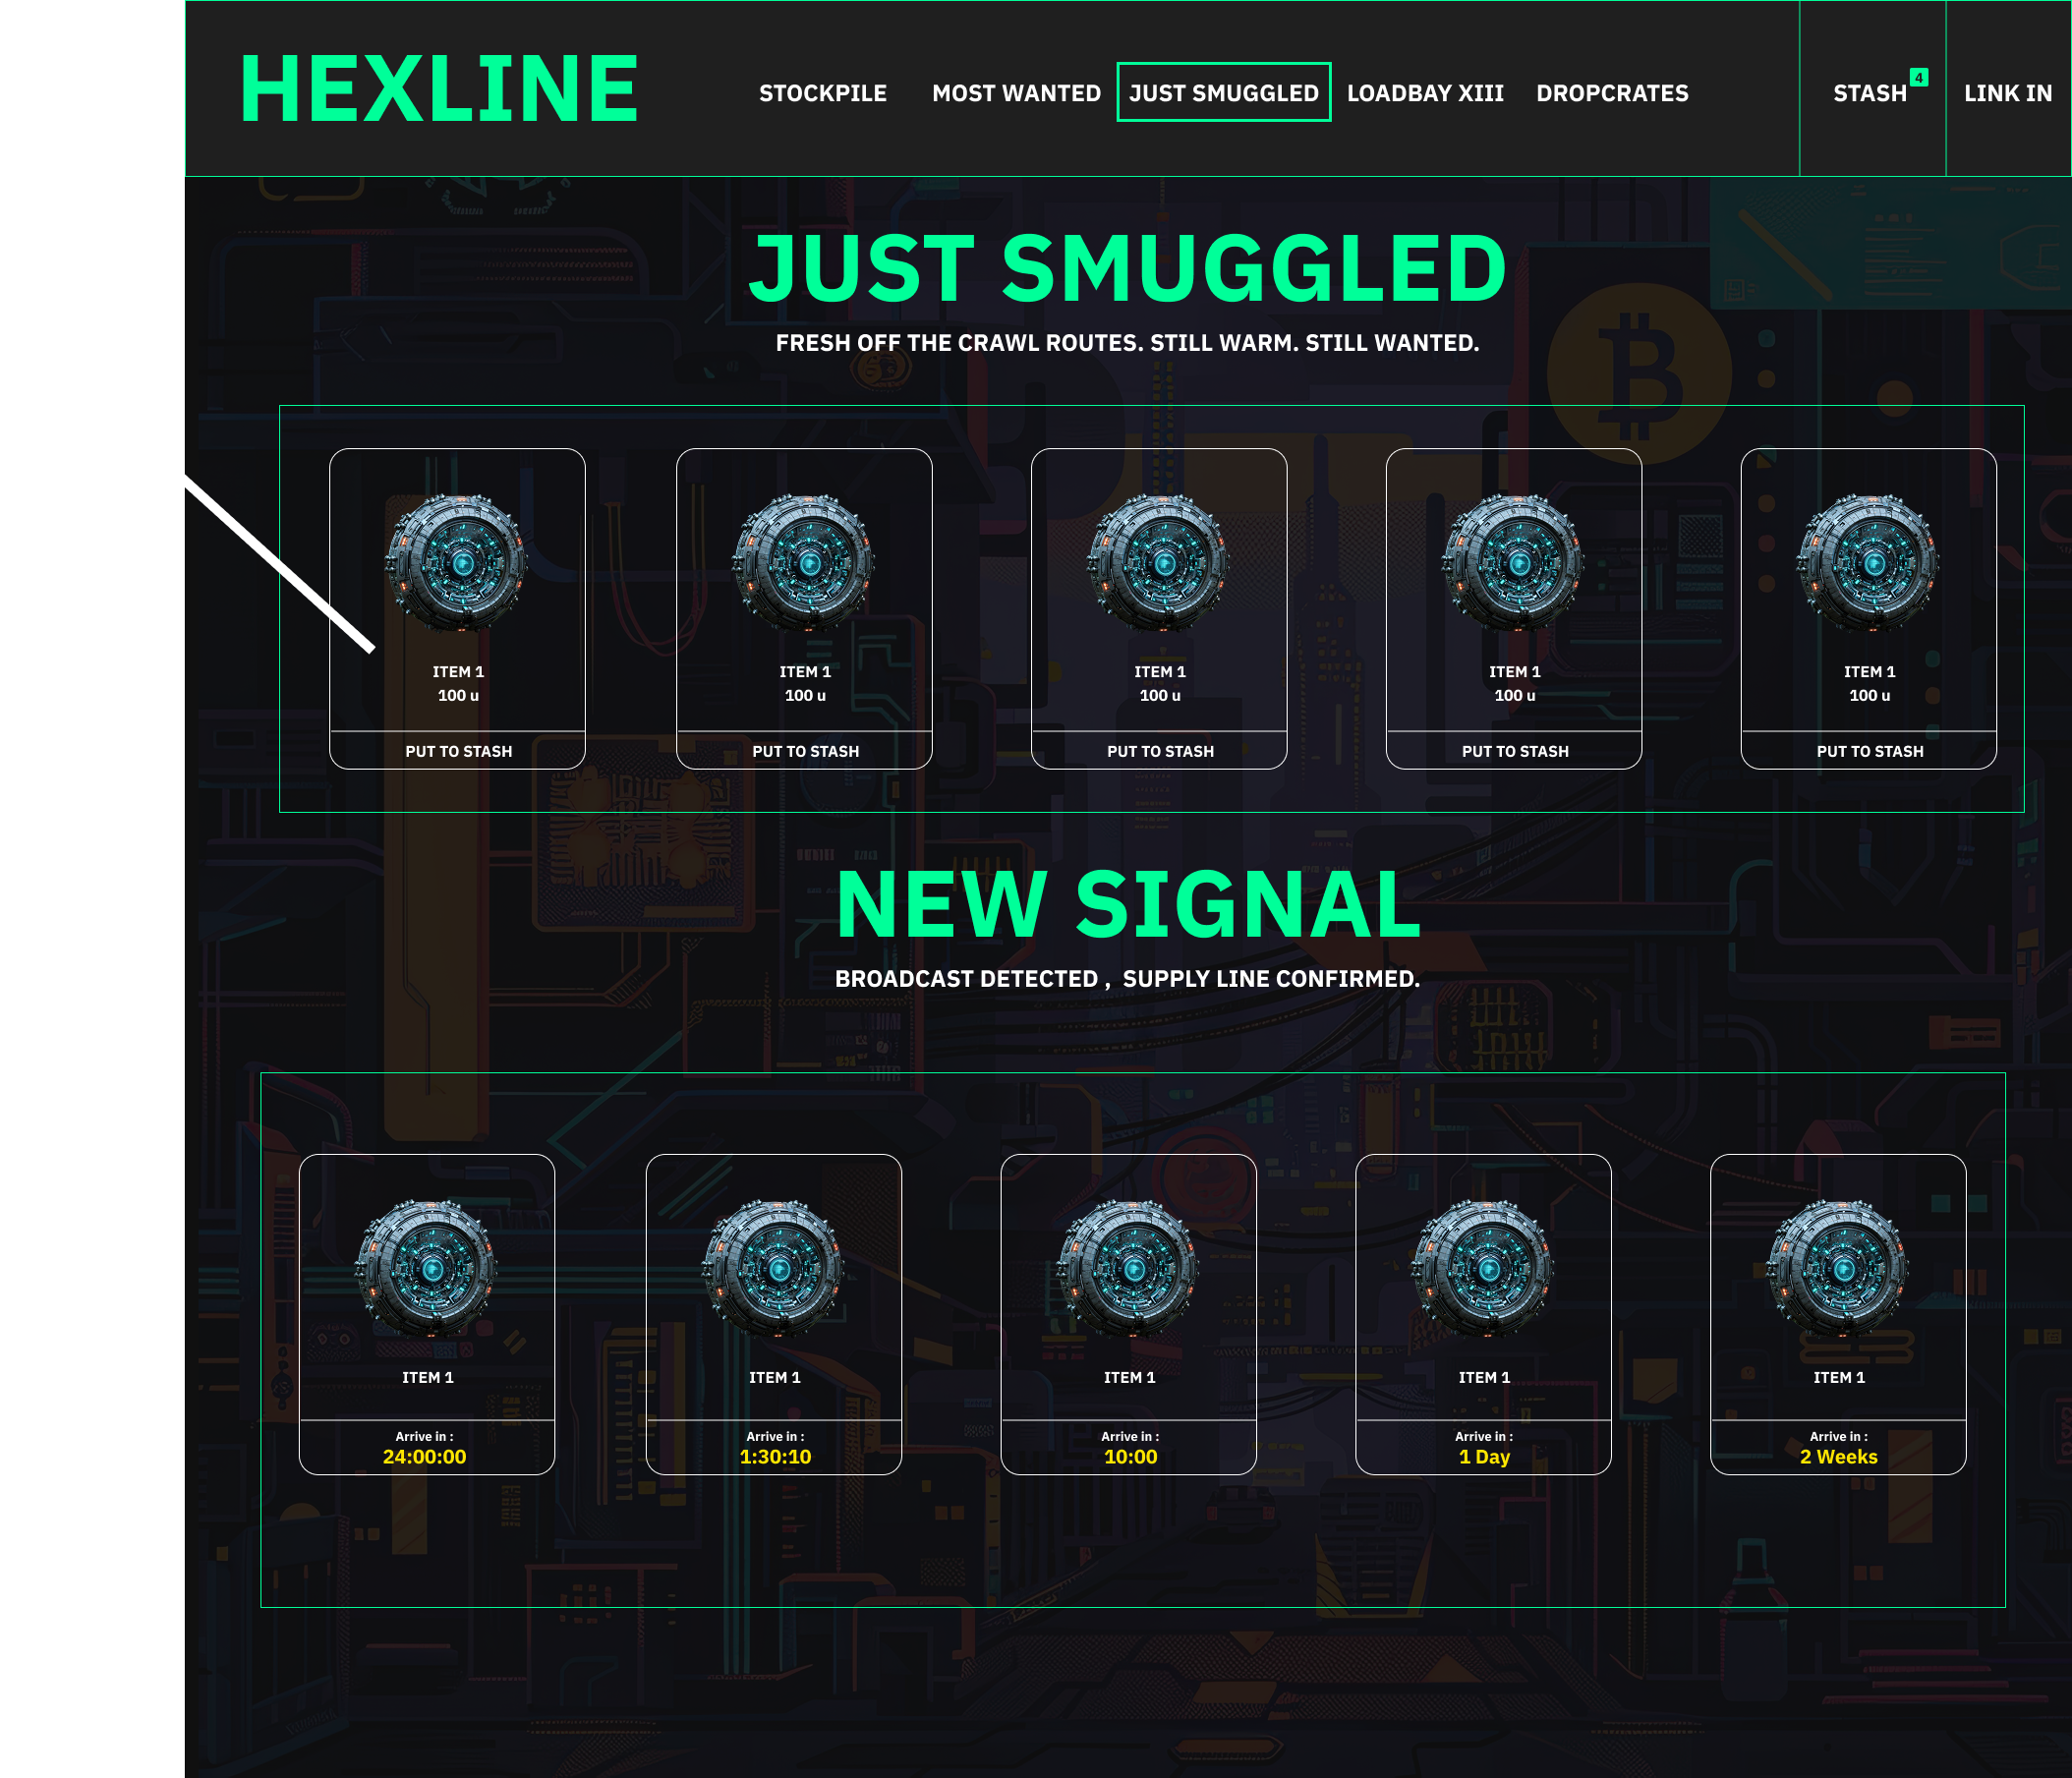 HEXLINE
STOCKPILE MOST WANTED JUST SMUGGLED LOADBAY XIII DROPCRATES STASH 4 LINK IN
JUST SMUGGLED
FRESH OFF THE CRAWL ROUTES. STILL WARM. STILL WANTED.
ITEM 1 ITEM 1 ITEM 1 ITEM 1 ITEM 1
100 u 100 u 100 u 100 u 100 u
PUT TO STASH PUT TO STASH PUT TO STASH PUT TO STASH PUT TO STASH
NEW SIGNAL
BROADCAST DETECTED , SUPPLY LINE CONFIRMED.
ITEM 1 ITEM 1 ITEM 1 ITEM 1 ITEM 1
Arrive in : Arrive in : Arrive in : Arrive in : Arrive in :
24:00:00 1:30:10 10:00 1 Day 2 Weeks